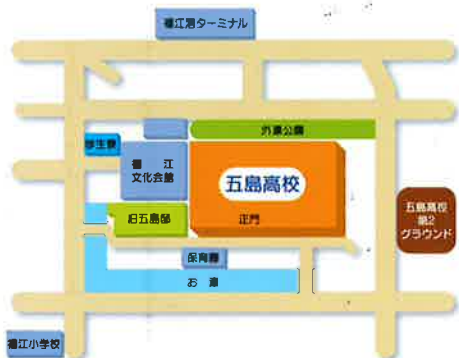 福江港ターミナル
外濠公園
学生寮
福江
文化会館
五島高校
旧五島邸
正門
五島高校
第2
グラウンド
保育園
お濠
福江小学校